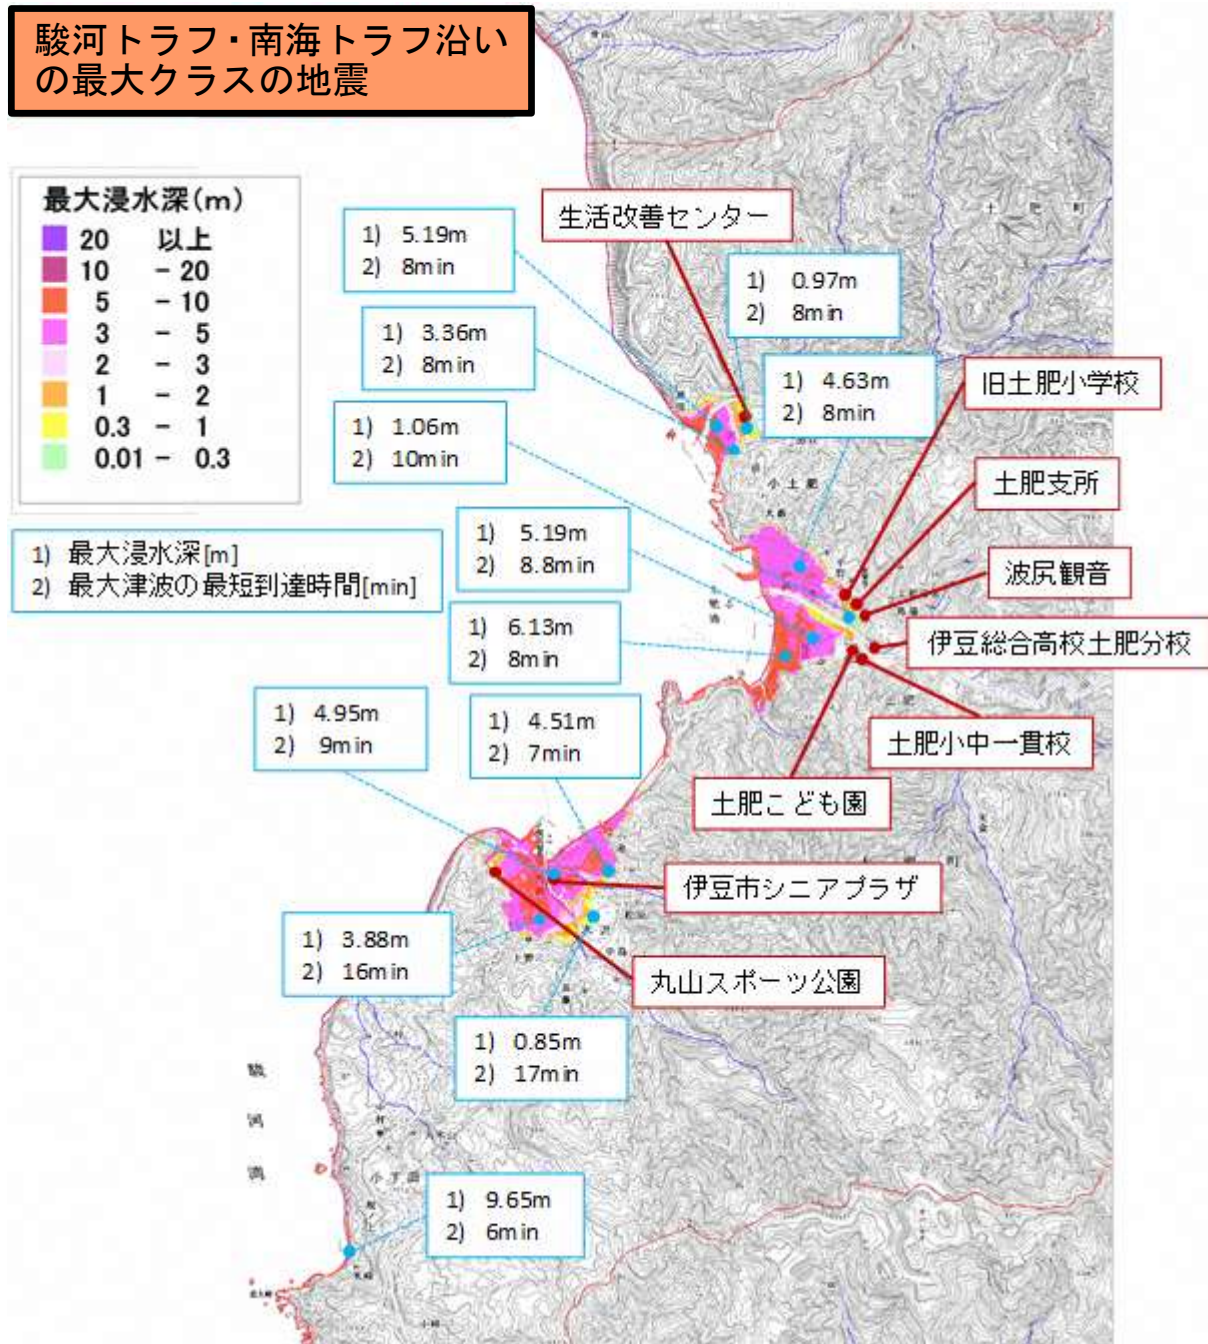 駿河トラフ・南海トラフ沿い
の最大クラスの地震
最大浸水深(m)
20 以上
10 - 20
5 - 10
3 - 5
2 - 3
1 - 2
0.3 - 1
0.01 - 0.3
1) 最大浸水深[m]
2) 最大津波の最短到達時間[min]
生活改善センター
1) 5.19m
2) 8min
1) 0.97m
2) 8min
1) 3.36m
2) 8min
1) 4.63m
2) 8min
旧土肥小学校
1) 1.06m
2) 10min
土肥支所
1) 5.19m
2) 8.8min
波尻観音
1) 6.13m
2) 8min
伊豆総合高校土肥分校
1) 4.95m
2) 9min
1) 4.51m
2) 7min
土肥小中一貫校
土肥こども園
伊豆市シニアプラザ
1) 3.88m
2) 16min
丸山スポーツ公園
1) 0.85m
2) 17min
1) 9.65m
2) 6min
土肥町
小土肥
駿
河
湾
小下田